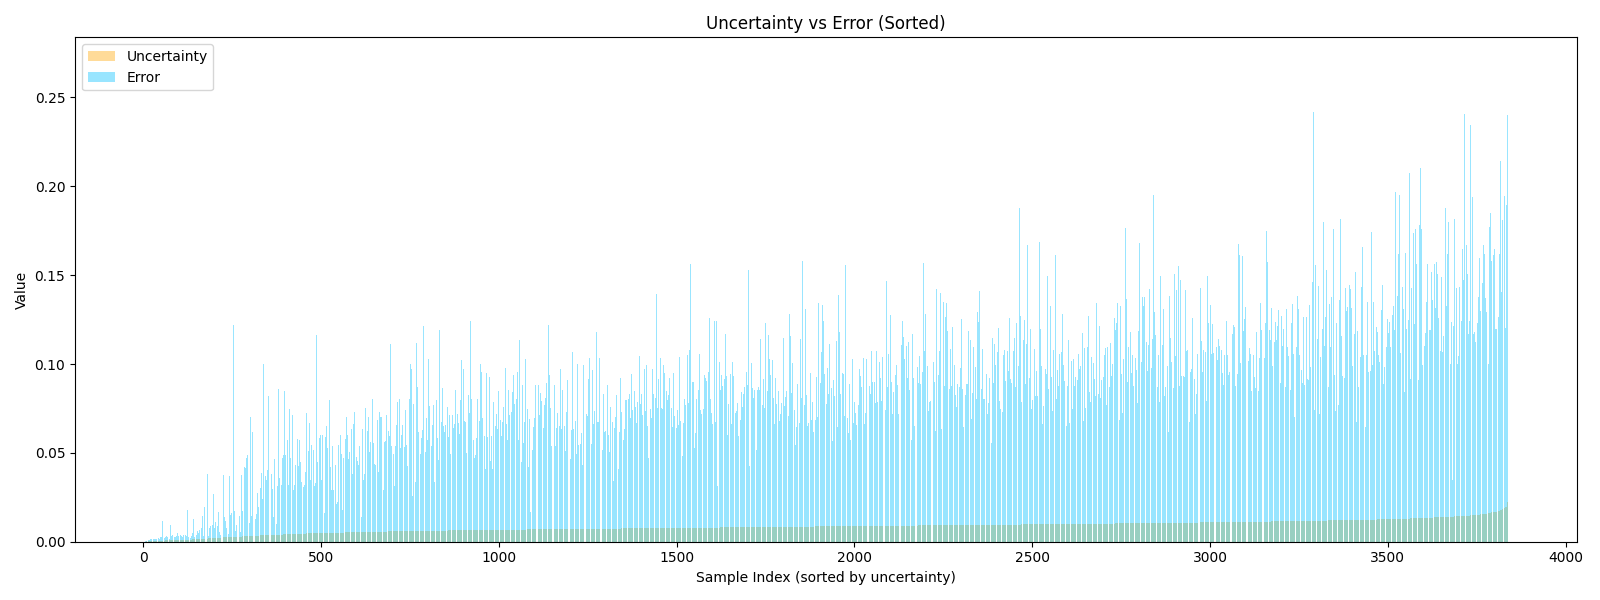 Uncertainty vs Error (Sorted)
Uncertainty
Error
Value
0.25
0.20
0.15
0.10
0.05
0.00
0 500 1000 1500 2000 2500 3000 3500 4000
Sample Index (sorted by uncertainty)